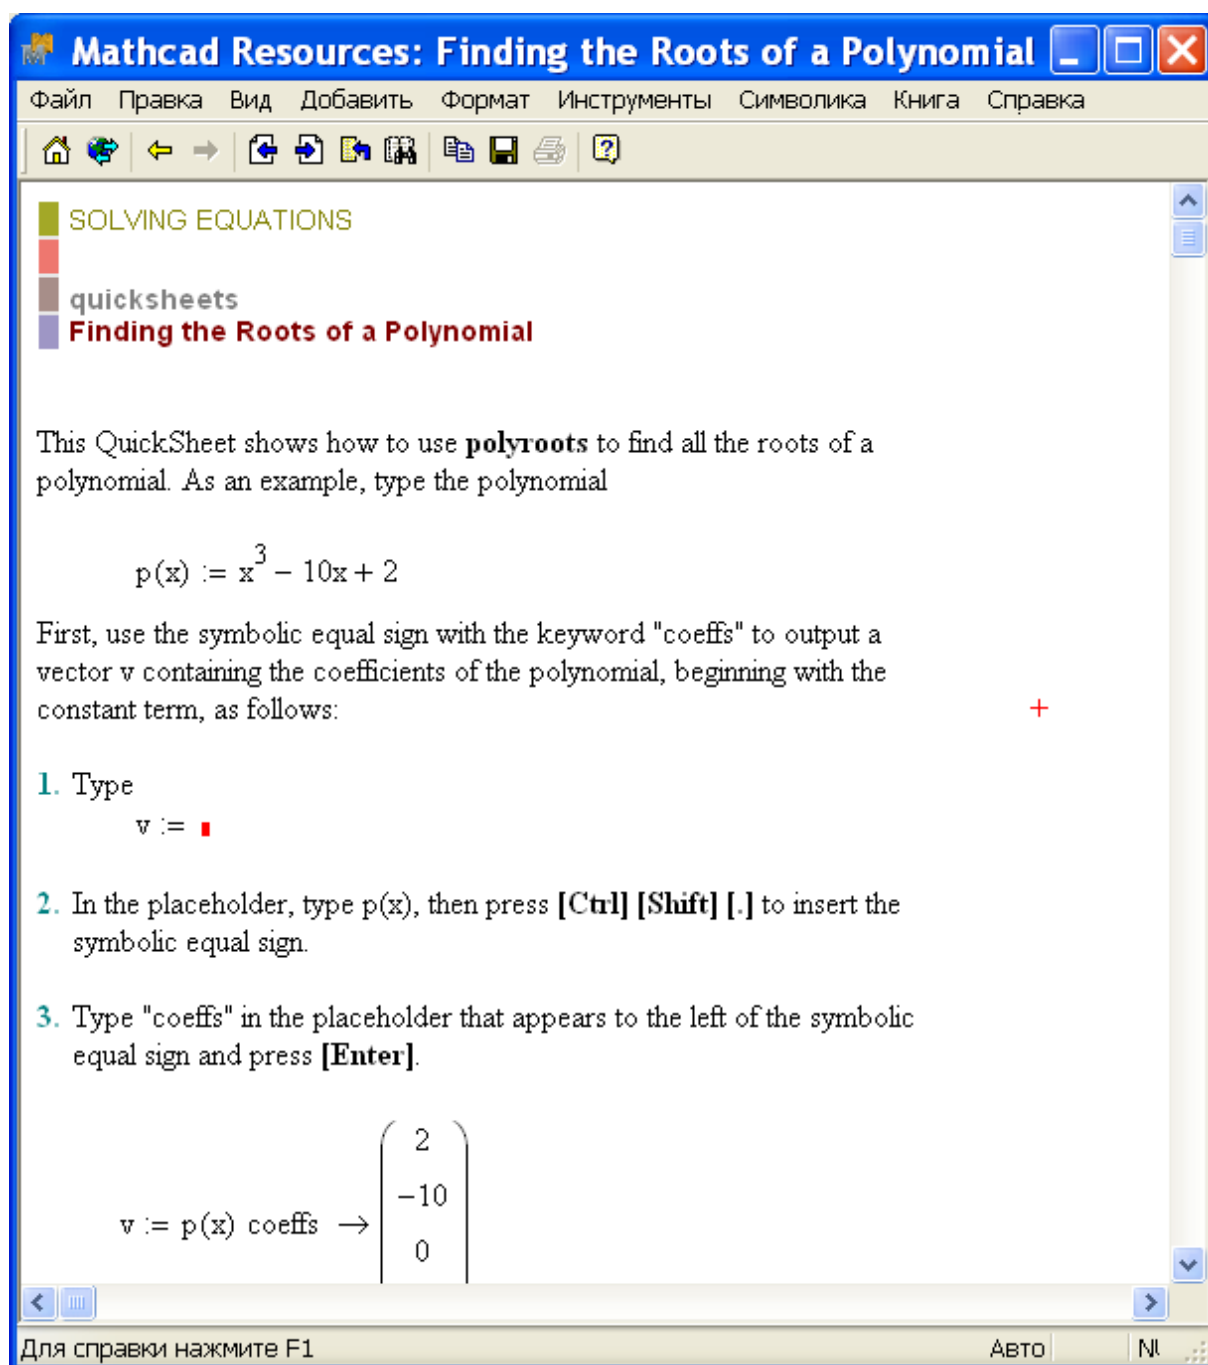 Mathcad Resources: Finding the Roots of a Polynomial
Файл Правка Вид Добавить Формат Инструменты Символика Книга Справка
SOLVING EQUATIONS
quicksheets
Finding the Roots of a Polynomial
This QuickSheet shows how to use polyroots to find all the roots of a
polynomial. As an example, type the polynomial
p(x) := x³ − 10x + 2
First, use the symbolic equal sign with the keyword "coeffs" to output a
vector v containing the coefficients of the polynomial, beginning with the
constant term, as follows:
1. Type
v :=
2. In the placeholder, type p(x), then press [Ctrl] [Shift] [.] to insert the
symbolic equal sign.
3. Type "coeffs" in the placeholder that appears to the left of the symbolic
equal sign and press [Enter].
2
−10
v := p(x) coeffs →
0
Для справки нажмите F1 Авто